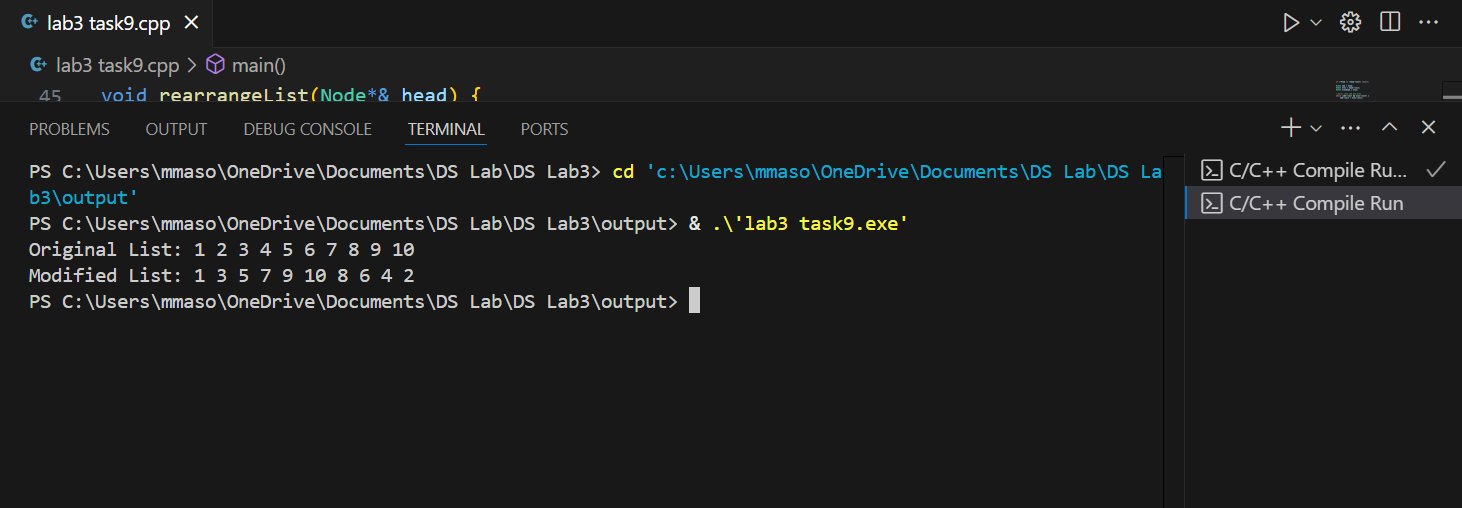 lab3 task9.cpp
lab3 task9.cpp > main()
45 void rearrangeList(Node*& head) {
PROBLEMS OUTPUT DEBUG CONSOLE TERMINAL PORTS
PS C:\Users\mmaso\OneDrive\Documents\DS Lab\DS Lab3> cd 'c:\Users\mmaso\OneDrive\Documents\DS Lab\DS La
b3\output'
PS C:\Users\mmaso\OneDrive\Documents\DS Lab\DS Lab3\output> & .\'lab3 task9.exe'
Original List: 1 2 3 4 5 6 7 8 9 10
Modified List: 1 3 5 7 9 10 8 6 4 2
PS C:\Users\mmaso\OneDrive\Documents\DS Lab\DS Lab3\output>
C/C++ Compile Ru...
C/C++ Compile Run